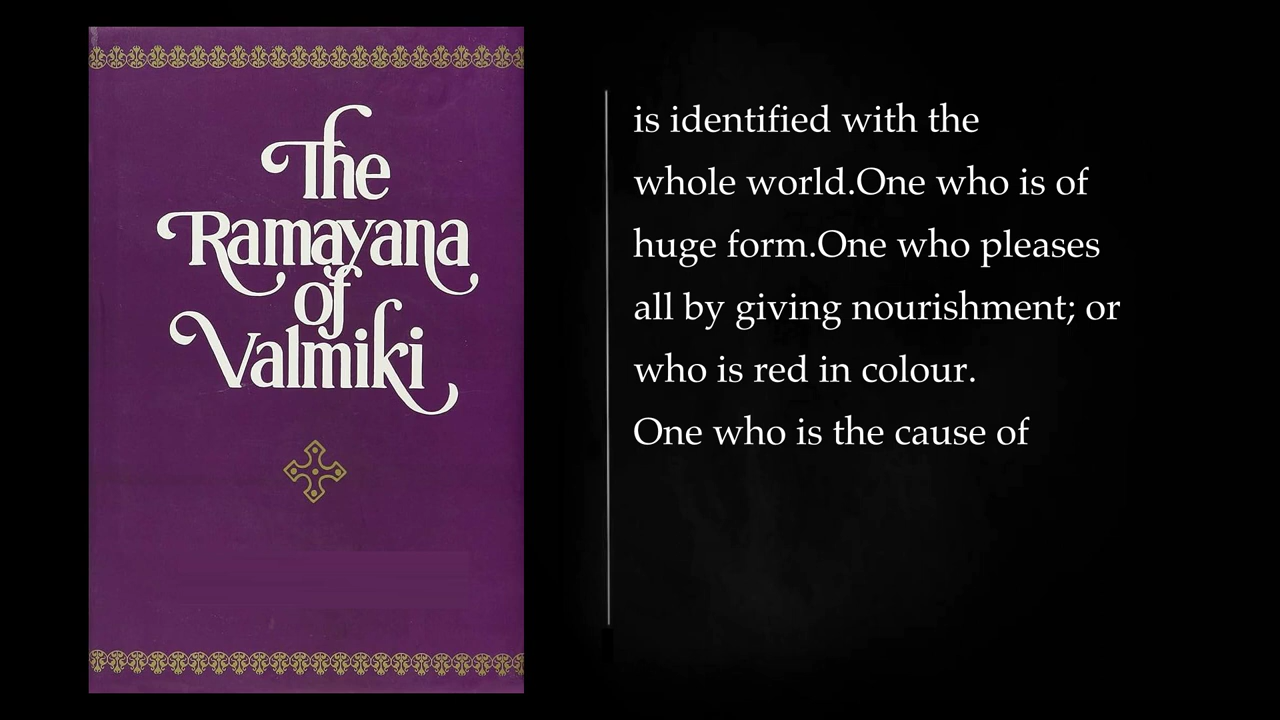 The
Ramayana
of
Valmiki
is identified with the
whole world.One who is of
huge form.One who pleases
all by giving nourishment; or
who is red in colour.
One who is the cause of